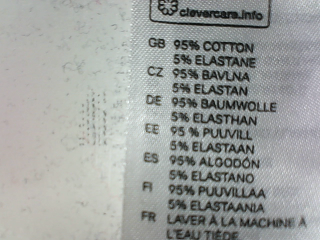 clevercare.info
GB 95% COTTON
5% ELASTANE
CZ 95% BAVLNA
5% ELASTAN
DE 95% BAUMWOLLE
5% ELASTHAN
EE 95 % PUUVILL
5% ELASTAAN
ES 95% ALGODÓN
5% ELASTANO
FI 95% PUUVILLAA
5% ELASTAANIA
FR LAVER À LA MACHINE À
L'EAU TIÈDE